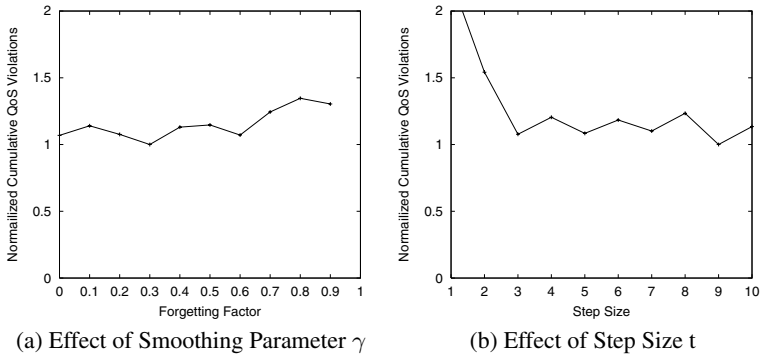 Normailized Cumulative QoS Violations
2
1.5
1
0.5
0
0 0.1 0.2 0.3 0.4 0.5 0.6 0.7 0.8 0.9 1
Forgetting Factor
(a) Effect of Smoothing Parameter γ
Normailized Cumulative QoS Violations
2
1.5
1
0.5
0
1 2 3 4 5 6 7 8 9 10
Step Size
(b) Effect of Step Size t